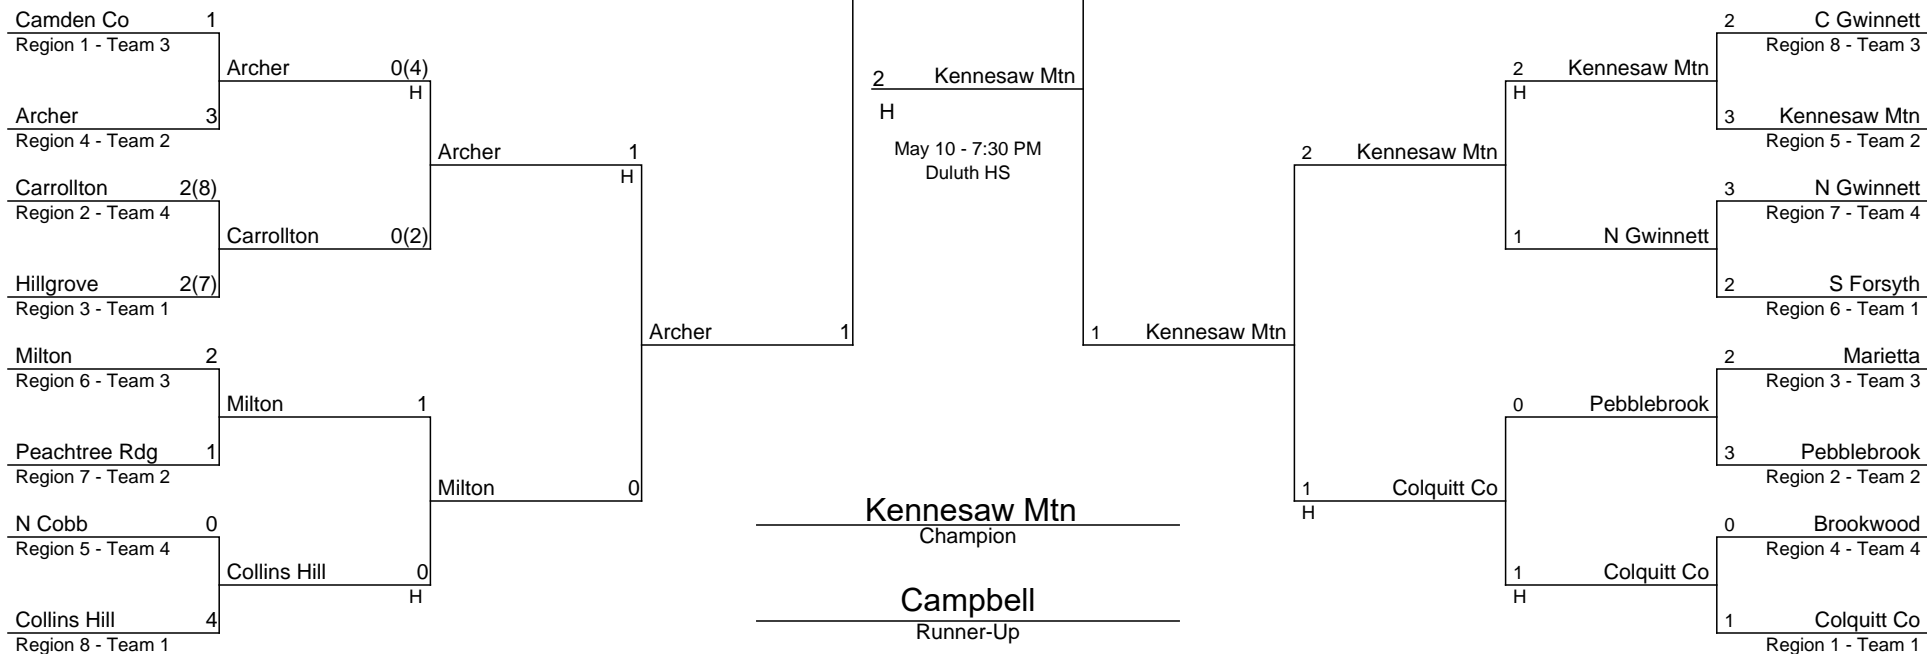 Camden Co 1
Region 1 - Team 3
Archer 0(4)
H
Archer 3
Region 4 - Team 2
Archer 1
H
Carrollton 2(8)
Region 2 - Team 4
Carrollton 0(2)
Hillgrove 2(7)
Region 3 - Team 1
Archer 1
Milton 2
Region 6 - Team 3
Milton 1
Peachtree Rdg 1
Region 7 - Team 2
Milton 0
N Cobb 0
Region 5 - Team 4
Collins Hill 0
H
Collins Hill 4
Region 8 - Team 1
2 Kennesaw Mtn
H
May 10 - 7:30 PM
Duluth HS
Kennesaw Mtn
Champion
Campbell
Runner-Up
2 C Gwinnett
Region 8 - Team 3
2 Kennesaw Mtn
H
3 Kennesaw Mtn
Region 5 - Team 2
2 Kennesaw Mtn
3 N Gwinnett
Region 7 - Team 4
1 N Gwinnett
2 S Forsyth
Region 6 - Team 1
1 Kennesaw Mtn
2 Marietta
Region 3 - Team 3
0 Pebblebrook
3 Pebblebrook
Region 2 - Team 2
1 Colquitt Co
H
0 Brookwood
Region 4 - Team 4
1 Colquitt Co
H
1 Colquitt Co
Region 1 - Team 1